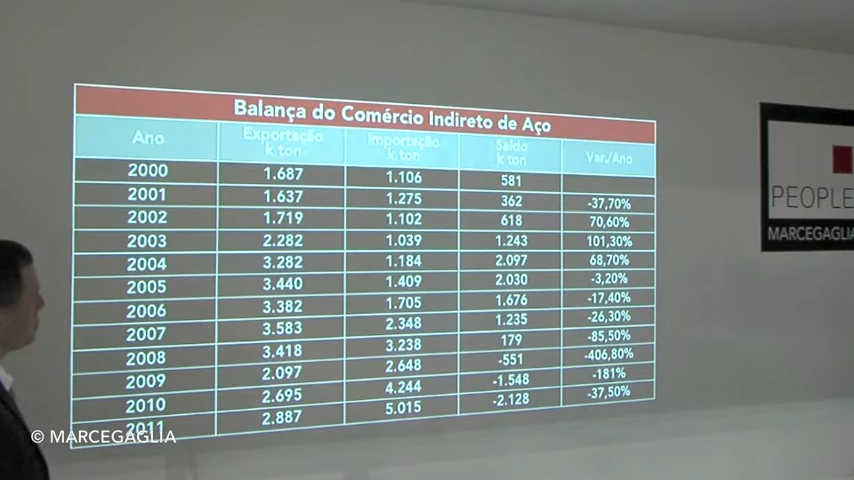 Balança do Comércio Indireto de Aço
Ano Exportação k ton Importação k ton Saldo k ton Var./Ano
2000 1.687 1.106 581
2001 1.637 1.275 362 -37,70%
2002 1.719 1.102 618 70,60%
2003 2.282 1.039 1.243 101,30%
2004 3.282 1.184 2.097 68,70%
2005 3.440 1.409 2.030 -3,20%
2006 3.382 1.705 1.676 -17,40%
2007 3.583 2.348 1.235 -26,30%
2008 3.418 3.238 179 -85,50%
2009 2.097 2.648 -551 -406,80%
2010 2.695 4.244 -1.548 -181%
2011 2.887 5.015 -2.128 -37,50%
PEOPLE
MARCEGAGLIA
© MARCEGAGLIA